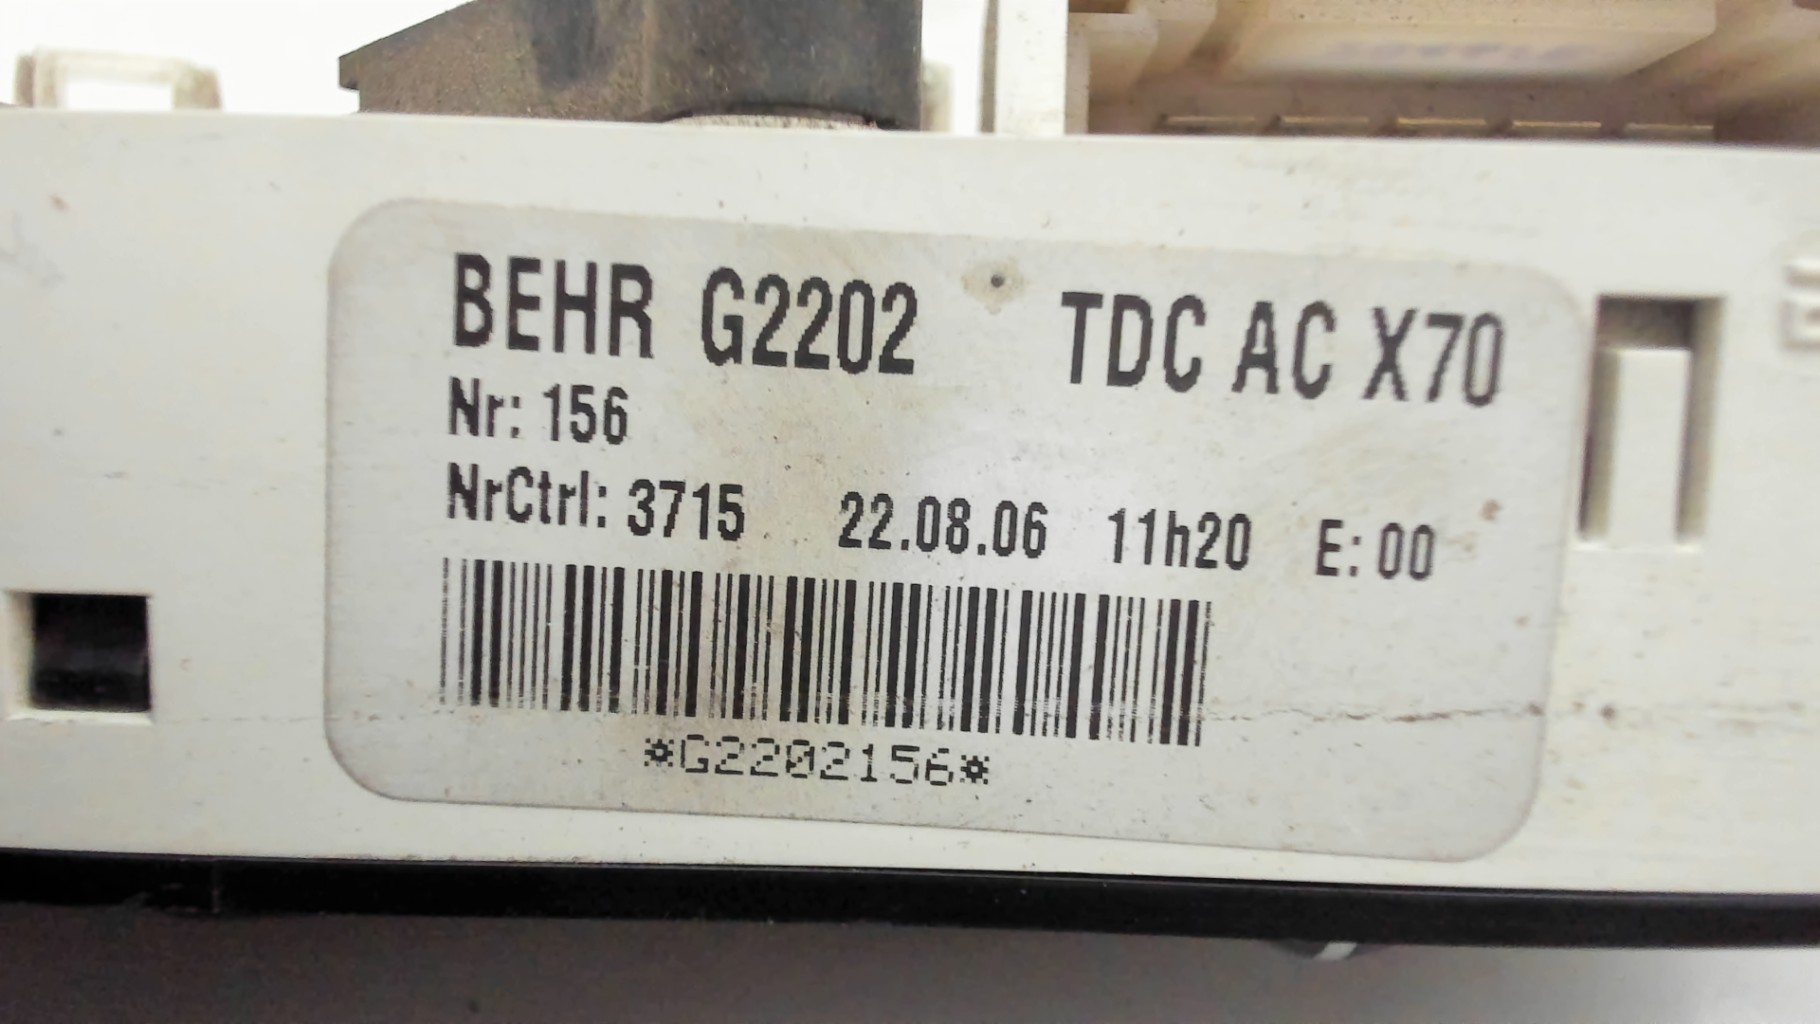 BEHR G2202 TDC AC X70
Nr: 156
NrCtrl: 3715 22.08.06 11h20 E: 00
*G2202156*